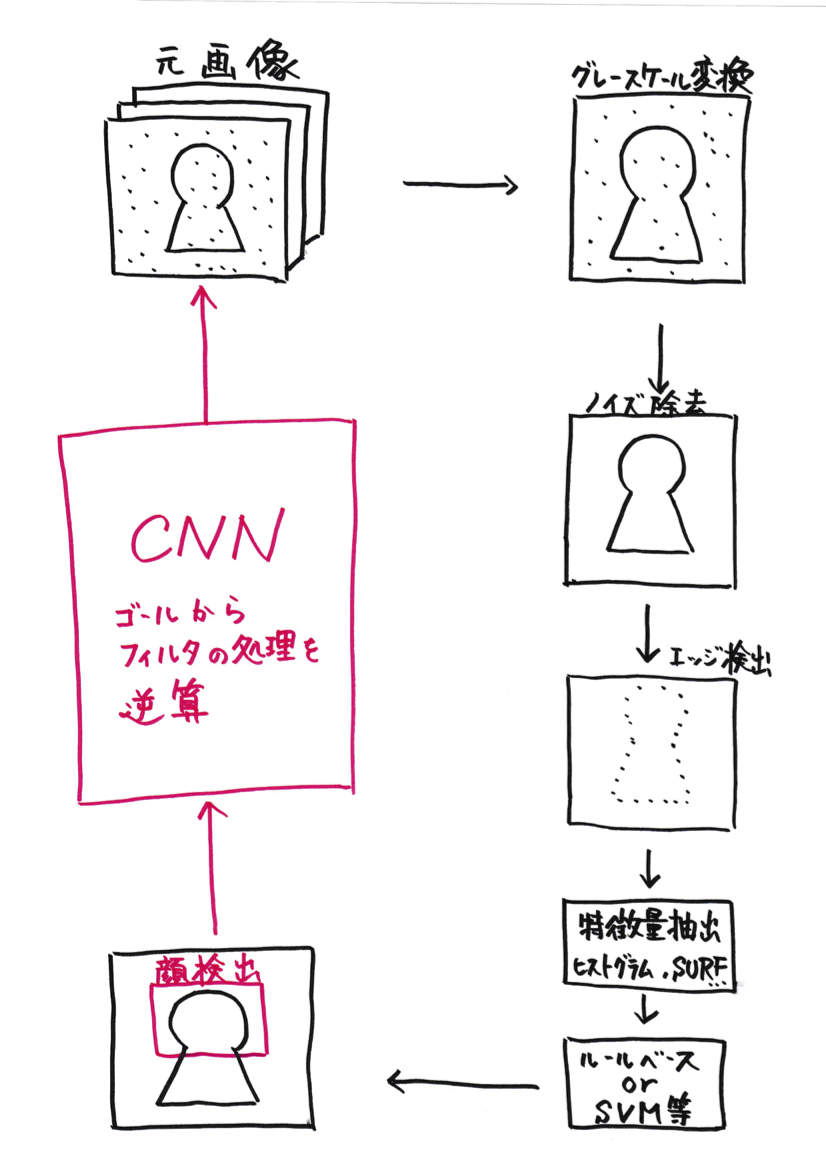 元画像
グレースケール変換
ノイズ除去
エッジ検出
特徴量抽出
ヒストグラム、SURF...
ルールベース
or
SVM等
顔検出
CNN
ゴールから
フィルタの処理を
逆算